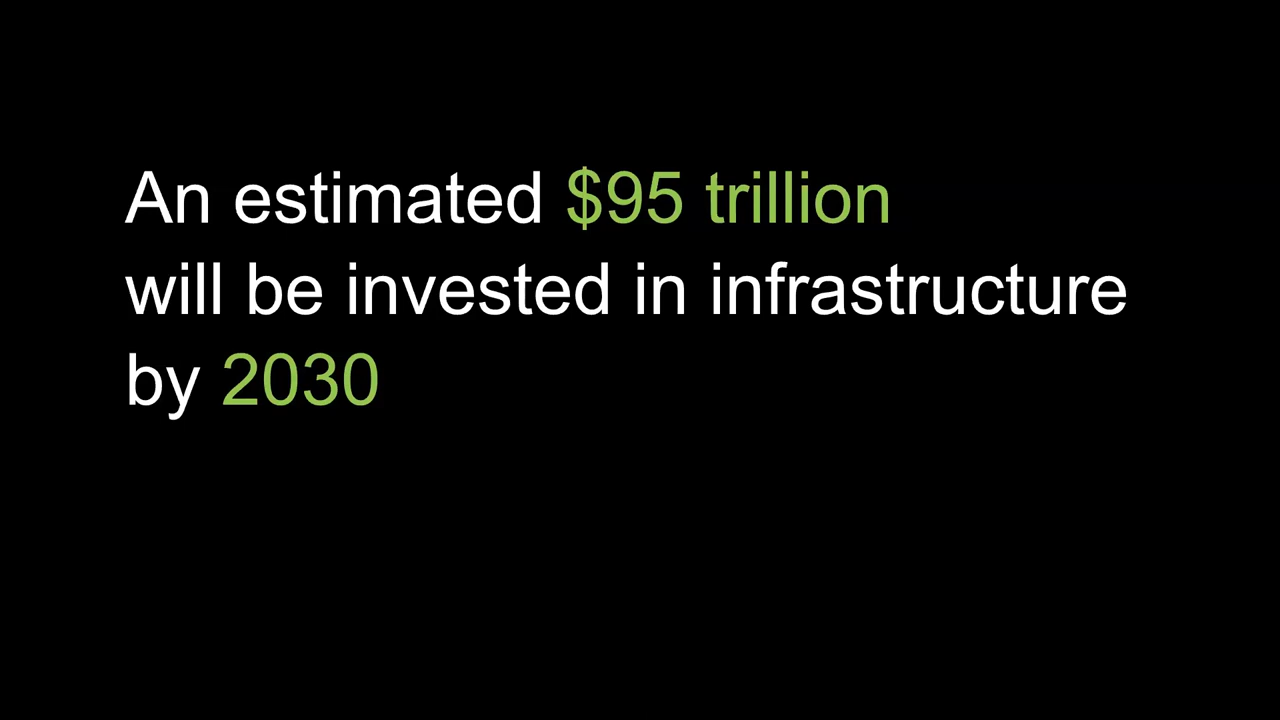 An estimated $95 trillion
will be invested in infrastructure
by 2030